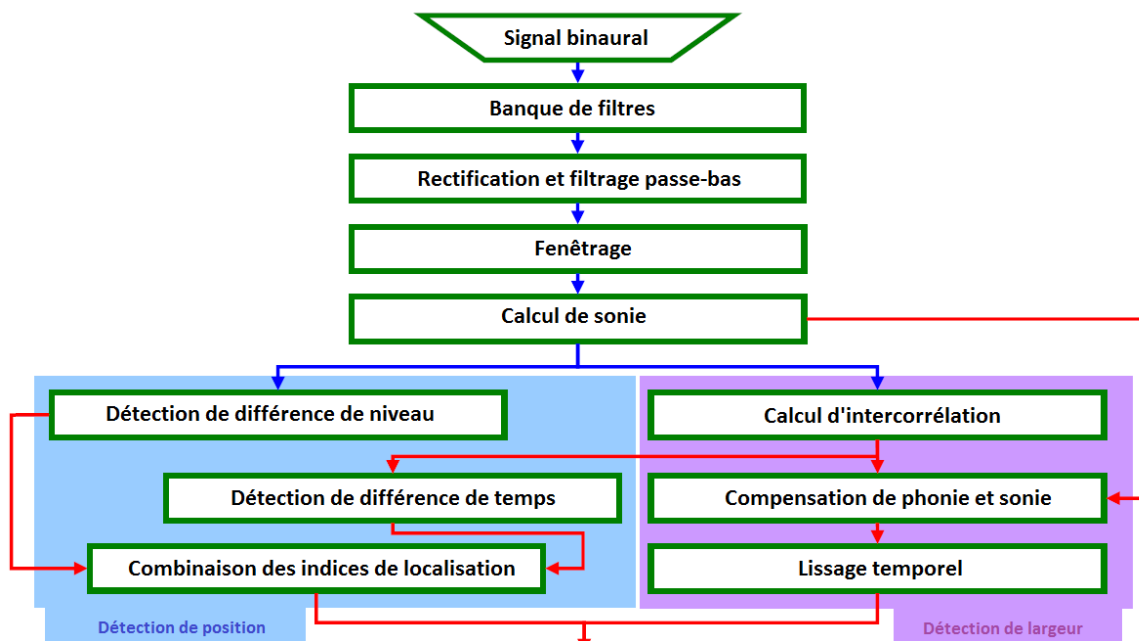 Signal binaural
Banque de filtres
Rectification et filtrage passe-bas
Fenêtrage
Calcul de sonie
Détection de différence de niveau
Calcul d'intercorrélation
Détection de différence de temps
Compensation de phonie et sonie
Combinaison des indices de localisation
Lissage temporel
Détection de position
Détection de largeur